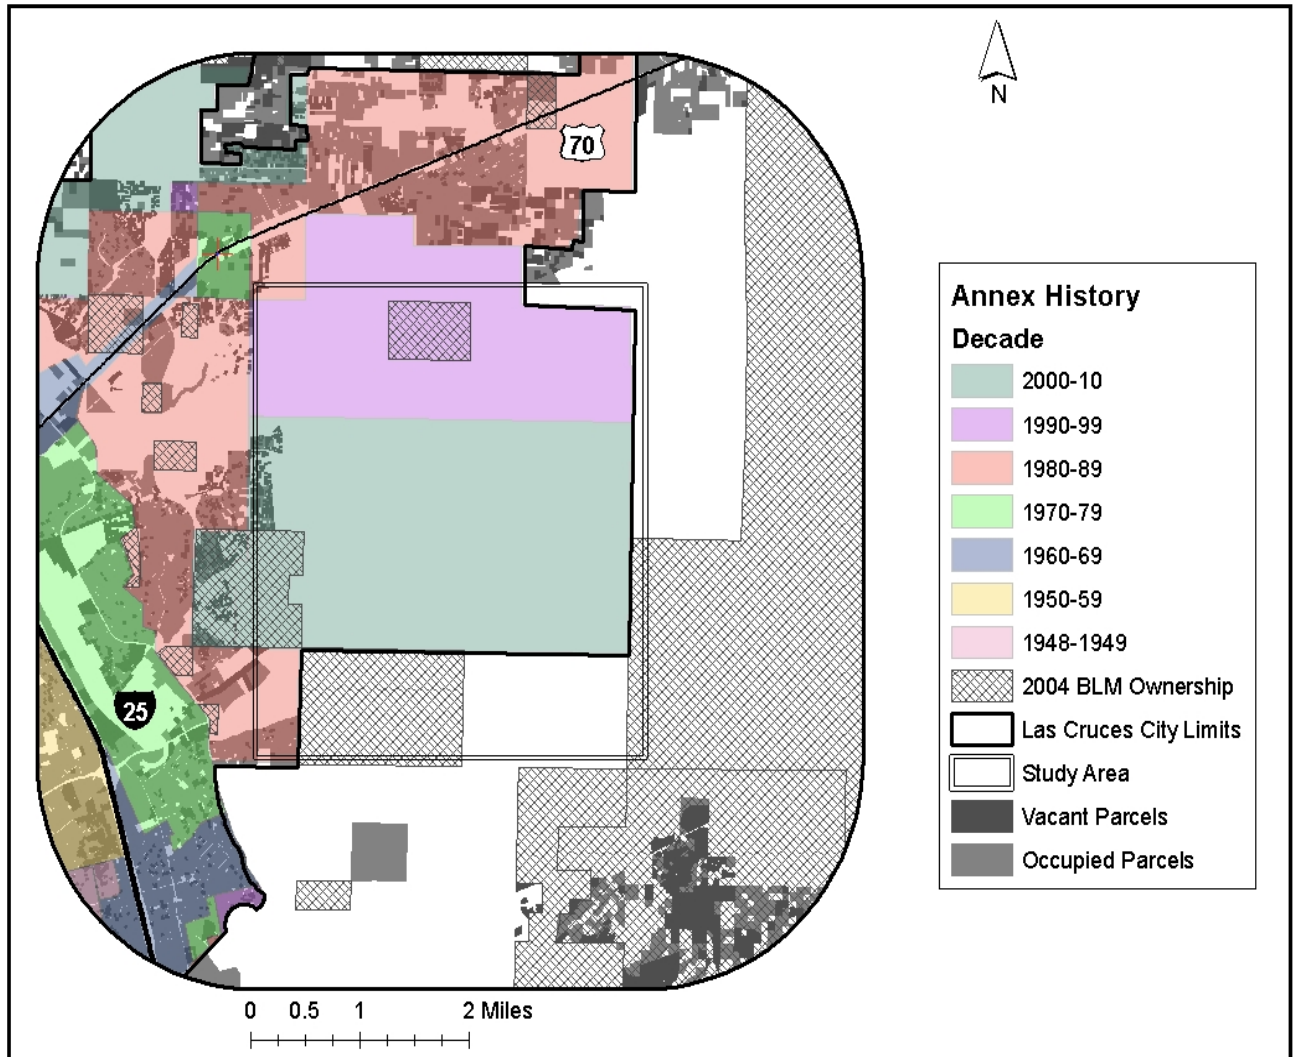 N
70
Annex History
Decade
2000-10
1990-99
1980-89
1970-79
1960-69
1950-59
1948-1949
2004 BLM Ownership
Las Cruces City Limits
Study Area
Vacant Parcels
Occupied Parcels
25
0 0.5 1 2 Miles